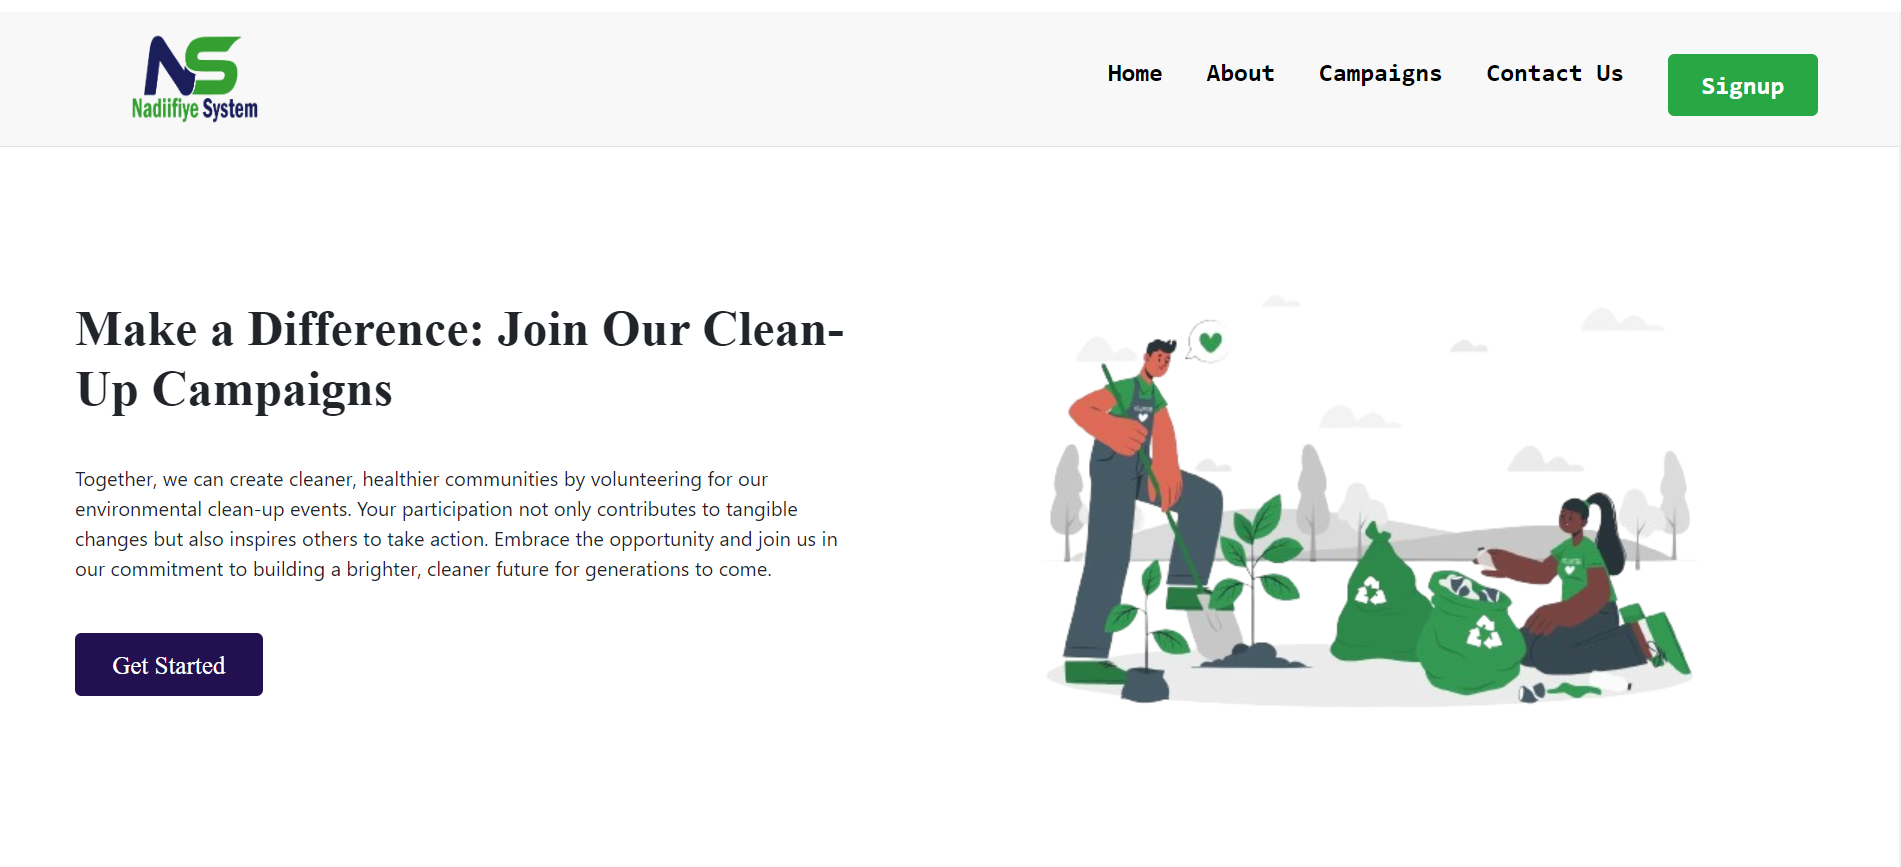 NS
Nadiifiye System
Home About Campaigns Contact Us Signup
Make a Difference: Join Our Clean-
Up Campaigns
Together, we can create cleaner, healthier communities by volunteering for our
environmental clean-up events. Your participation not only contributes to tangible
changes but also inspires others to take action. Embrace the opportunity and join us in
our commitment to building a brighter, cleaner future for generations to come.
Get Started